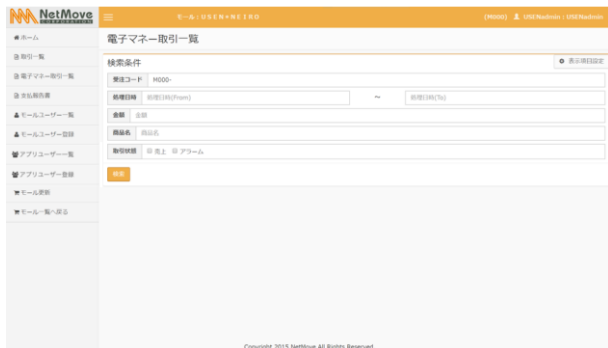 NetMove
CORPORATION
モール:USEN*NEIRO
(M000) USENadmin : USENadmin
ホーム
取引一覧
電子マネー取引一覧
支払報告書
モールユーザー一覧
モールユーザー登録
アプリユーザー一覧
アプリユーザー登録
モール更新
モール一覧へ戻る
電子マネー取引一覧
検索条件
表示項目設定
受注コード M000-
処理日時 処理日時(From) ～ 処理日時(To)
金額 金額
商品名 商品名
取引状態 売上 アラーム
検索
Copyright 2015 NetMove All Rights Reserved.